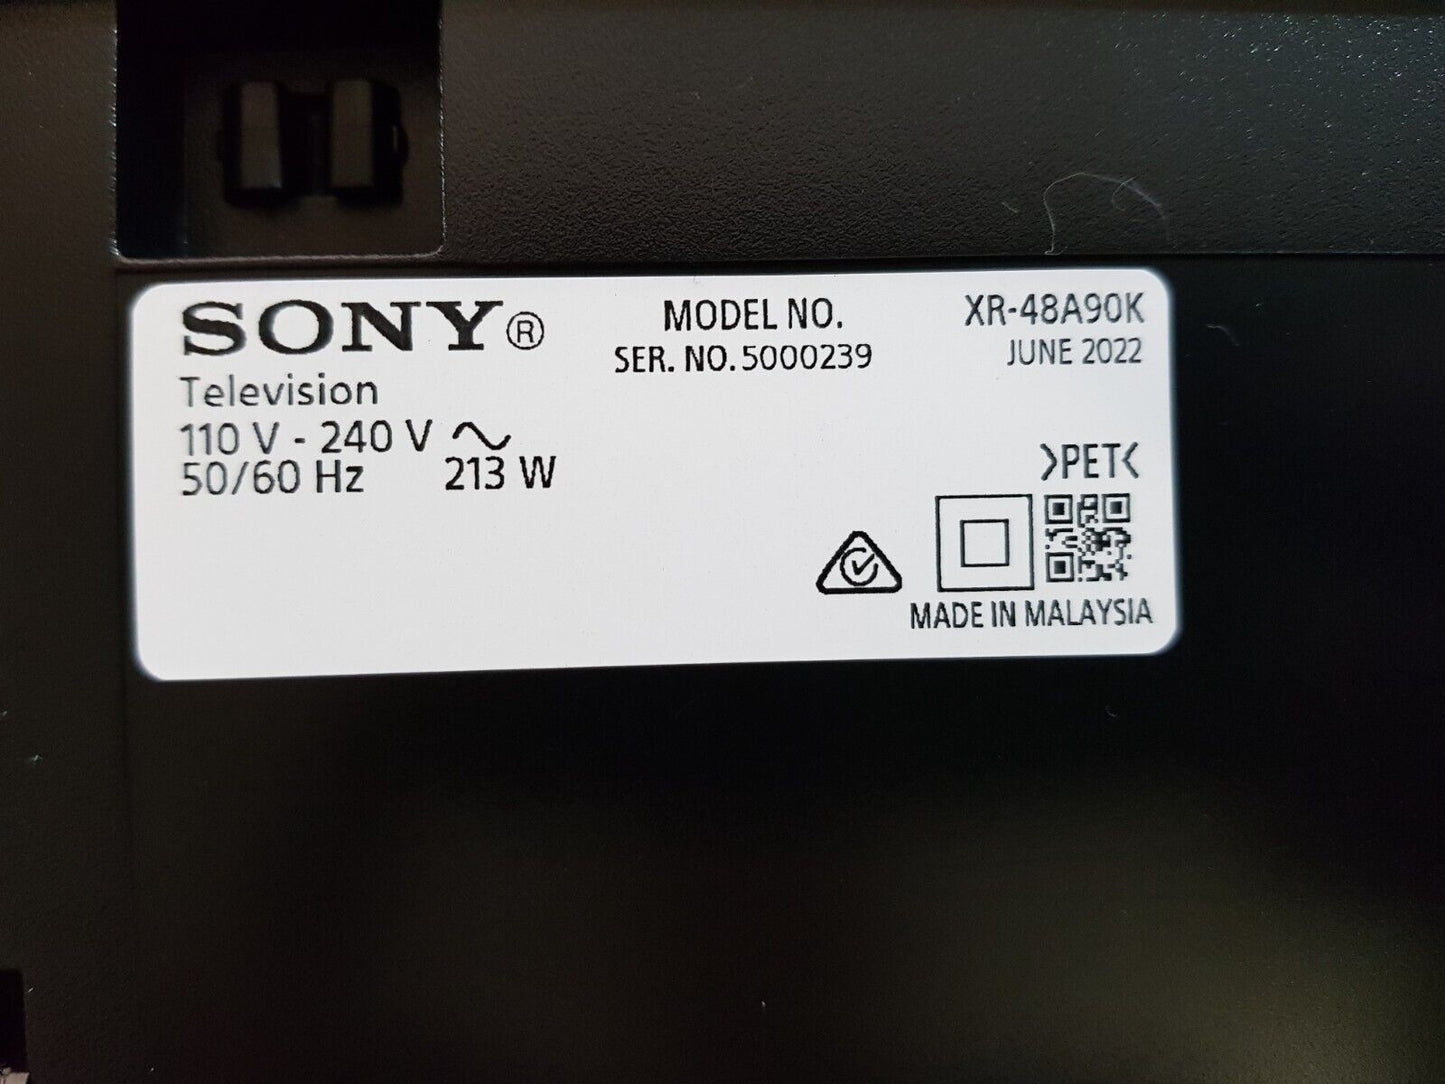 SONY®
MODEL NO. XR-48A90K
SER. NO. 5000239 JUNE 2022
Television
110 V - 240 V ~
50/60 Hz 213 W
>PET<
MADE IN MALAYSIA